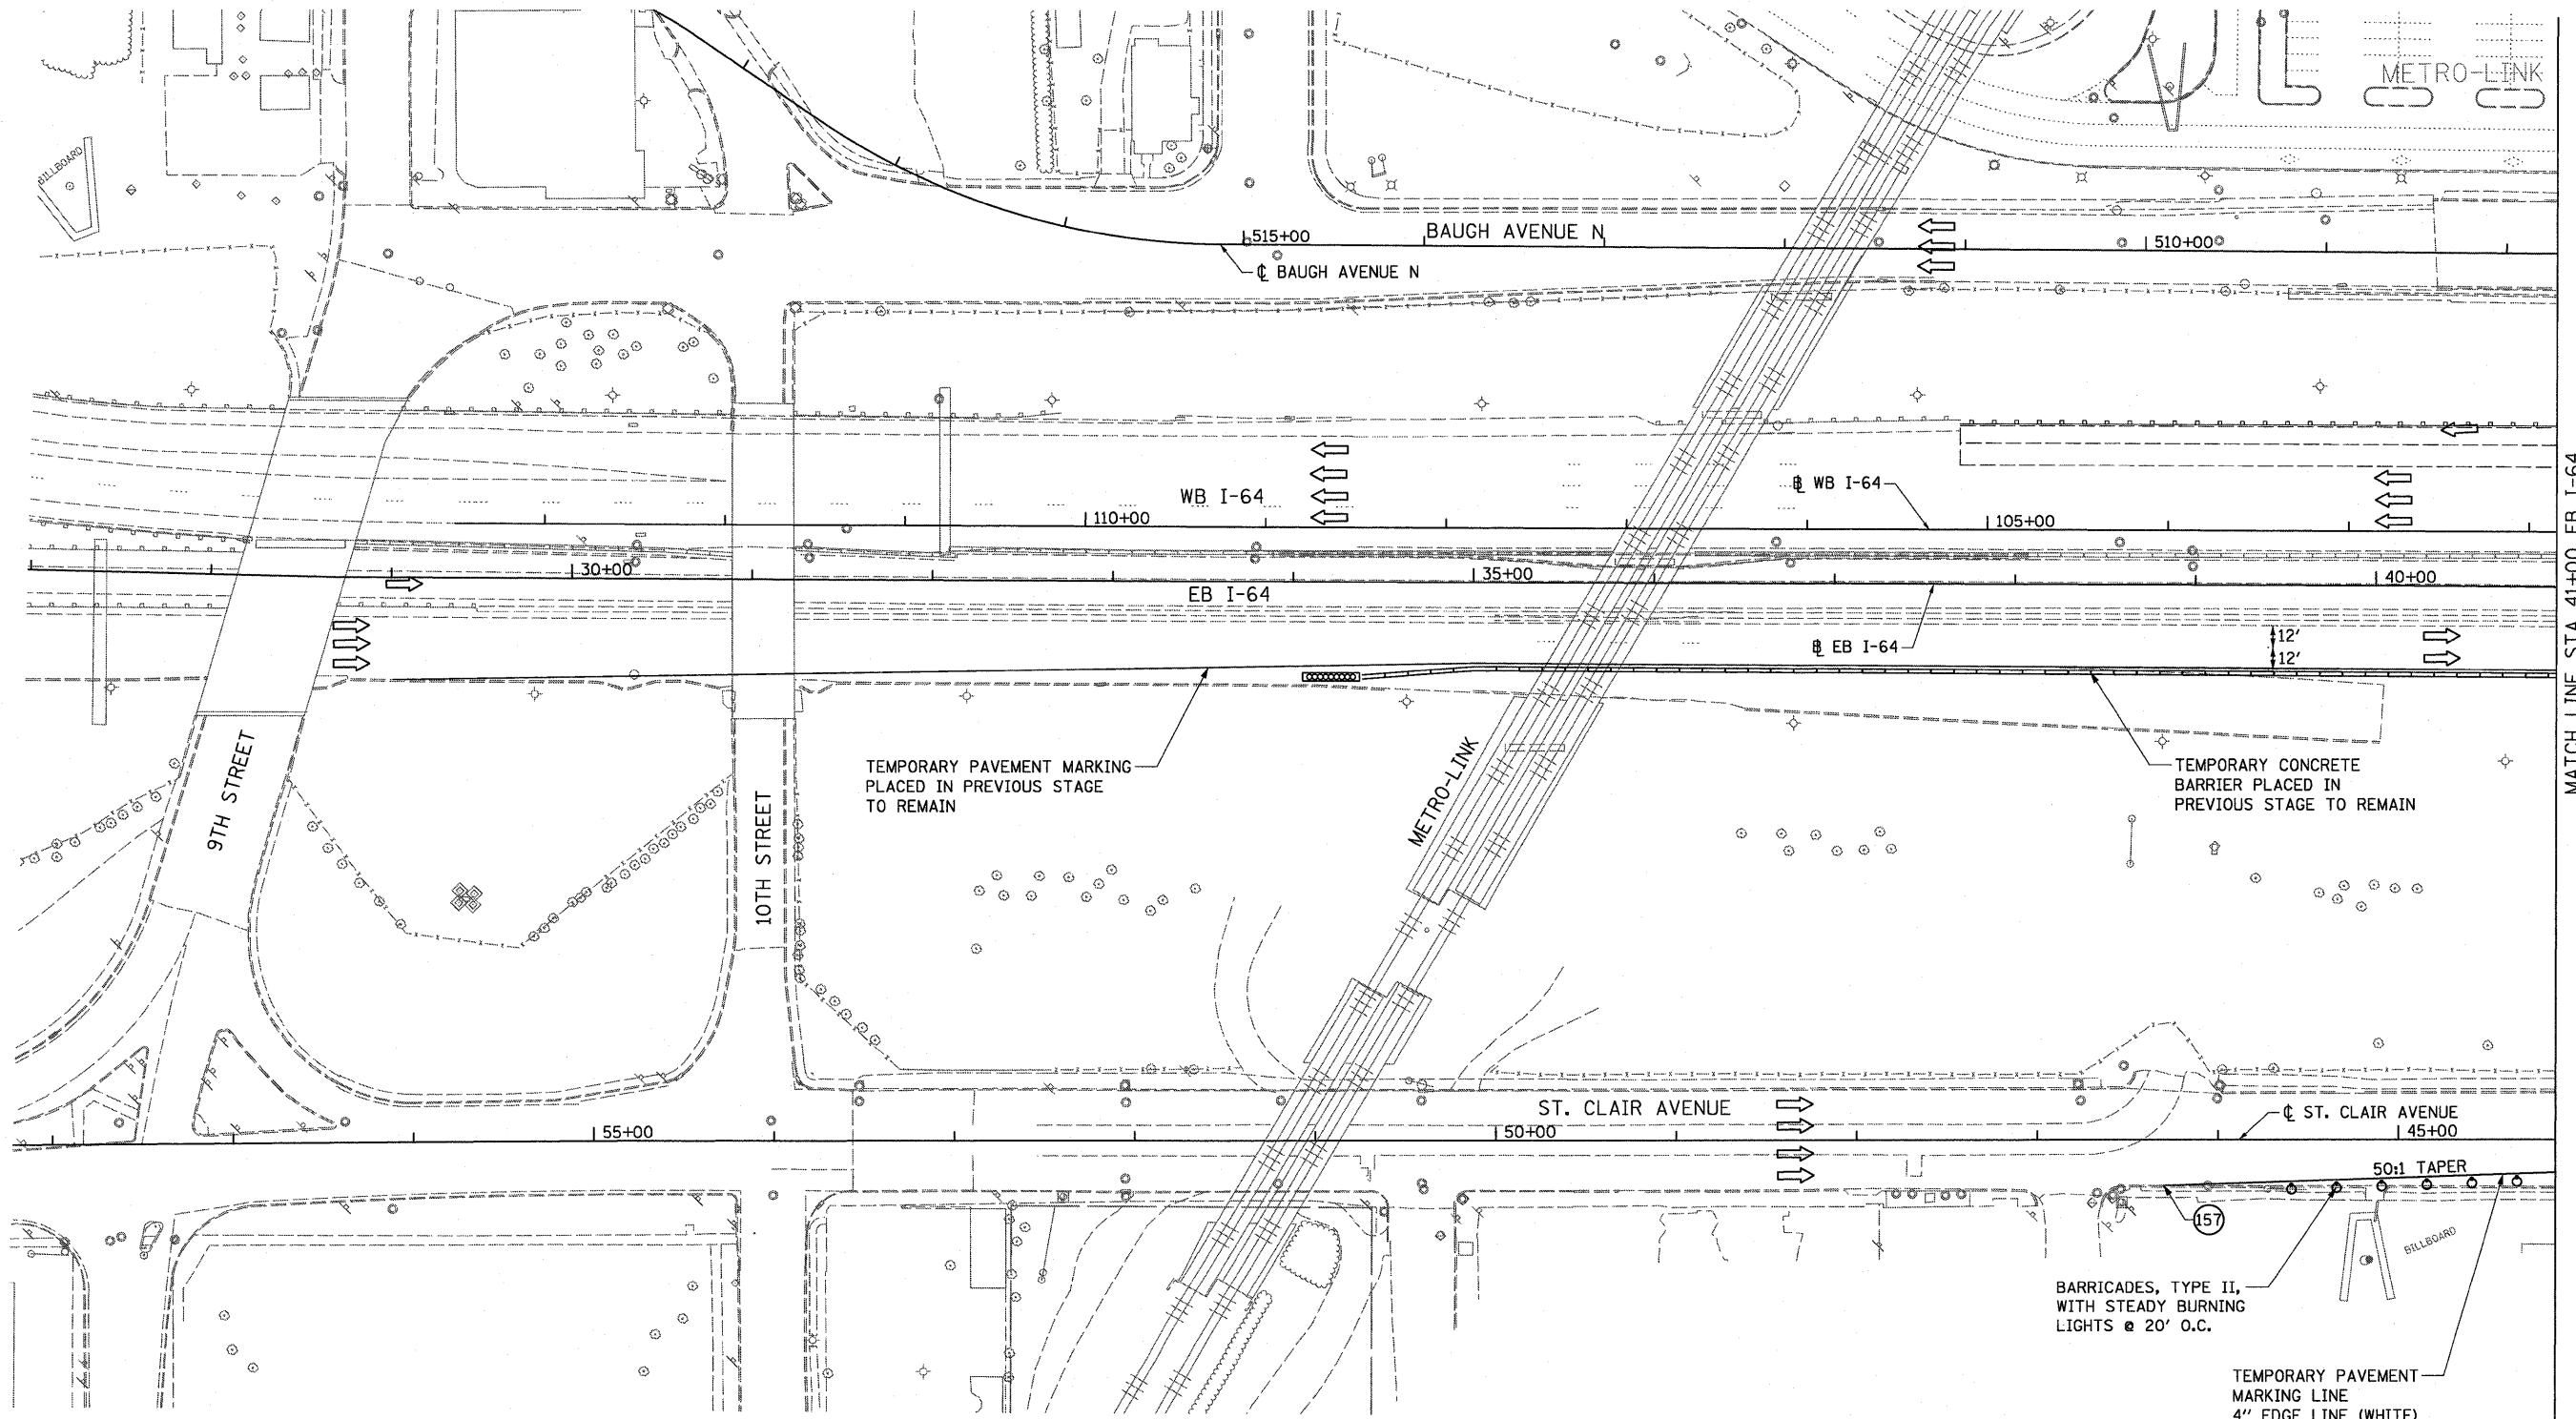 METRO-LINK
BILLBOARD
515+00
BAUGH AVENUE N
510+00
℄ BAUGH AVENUE N
WB I-64
℄ WB I-64
110+00
105+00
30+00
35+00
40+00
EB I-64
℄ EB I-64
12'
12'
MATCH LINE STA 41+00 EB I-64
TEMPORARY PAVEMENT MARKING
PLACED IN PREVIOUS STAGE
TO REMAIN
TEMPORARY CONCRETE
BARRIER PLACED IN
PREVIOUS STAGE TO REMAIN
9TH STREET
10TH STREET
METRO-LINK
ST. CLAIR AVENUE
℄ ST. CLAIR AVENUE
55+00
50+00
45+00
50:1 TAPER
157
BILLBOARD
BARRICADES, TYPE II,
WITH STEADY BURNING
LIGHTS @ 20' O.C.
TEMPORARY PAVEMENT
MARKING LINE
4" EDGE LINE (WHITE)